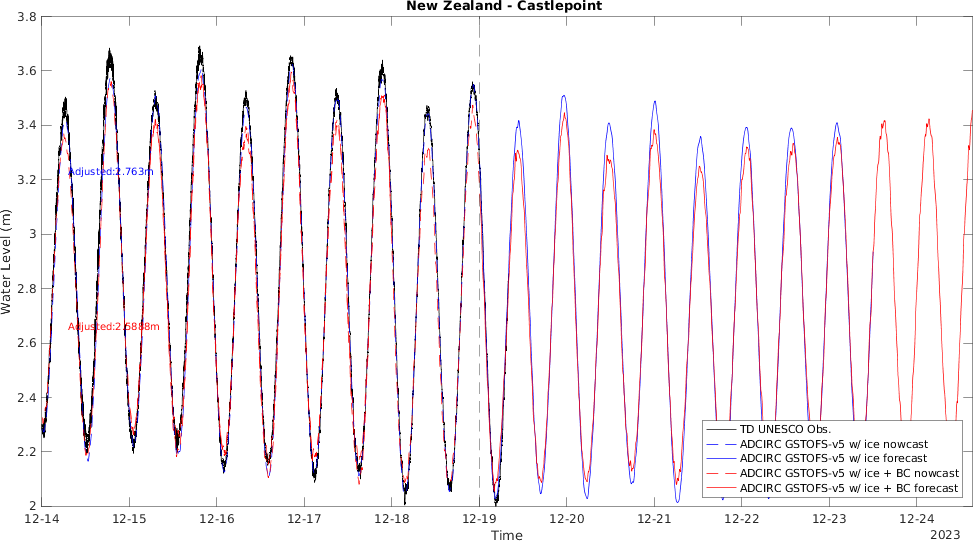 New Zealand - Castlepoint
Water Level (m)
3.8
3.6
3.4
3.2
3
2.8
2.6
2.4
2.2
2
Adjusted:2.763m
Adjusted:2.5888m
TD UNESCO Obs.
ADCIRC GSTOFS-v5 w/ ice nowcast
ADCIRC GSTOFS-v5 w/ ice forecast
ADCIRC GSTOFS-v5 w/ ice + BC nowcast
ADCIRC GSTOFS-v5 w/ ice + BC forecast
12-14 12-15 12-16 12-17 12-18 12-19 12-20 12-21 12-22 12-23 12-24
Time
2023